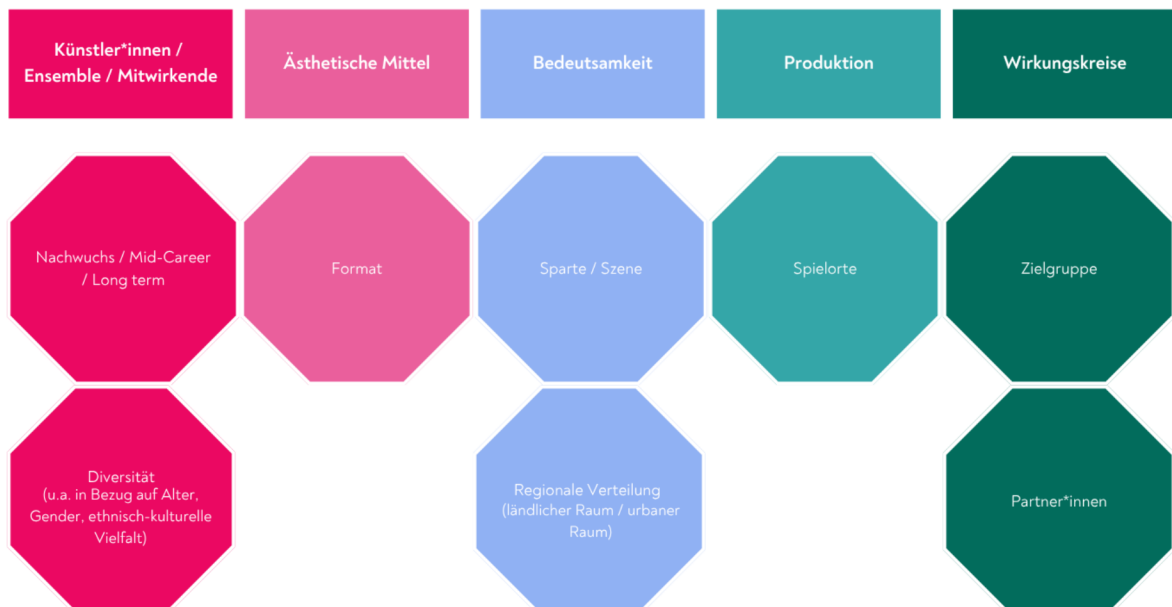 Künstler*innen /
Ensemble / Mitwirkende
Ästhetische Mittel
Bedeutsamkeit
Produktion
Wirkungskreise
Nachwuchs / Mid-Career
/ Long term
Format
Sparte / Szene
Spielorte
Zielgruppe
Diversität
(u.a. in Bezug auf Alter,
Gender, ethnisch-kulturelle
Vielfalt)
Regionale Verteilung
(ländlicher Raum / urbaner
Raum)
Partner*innen